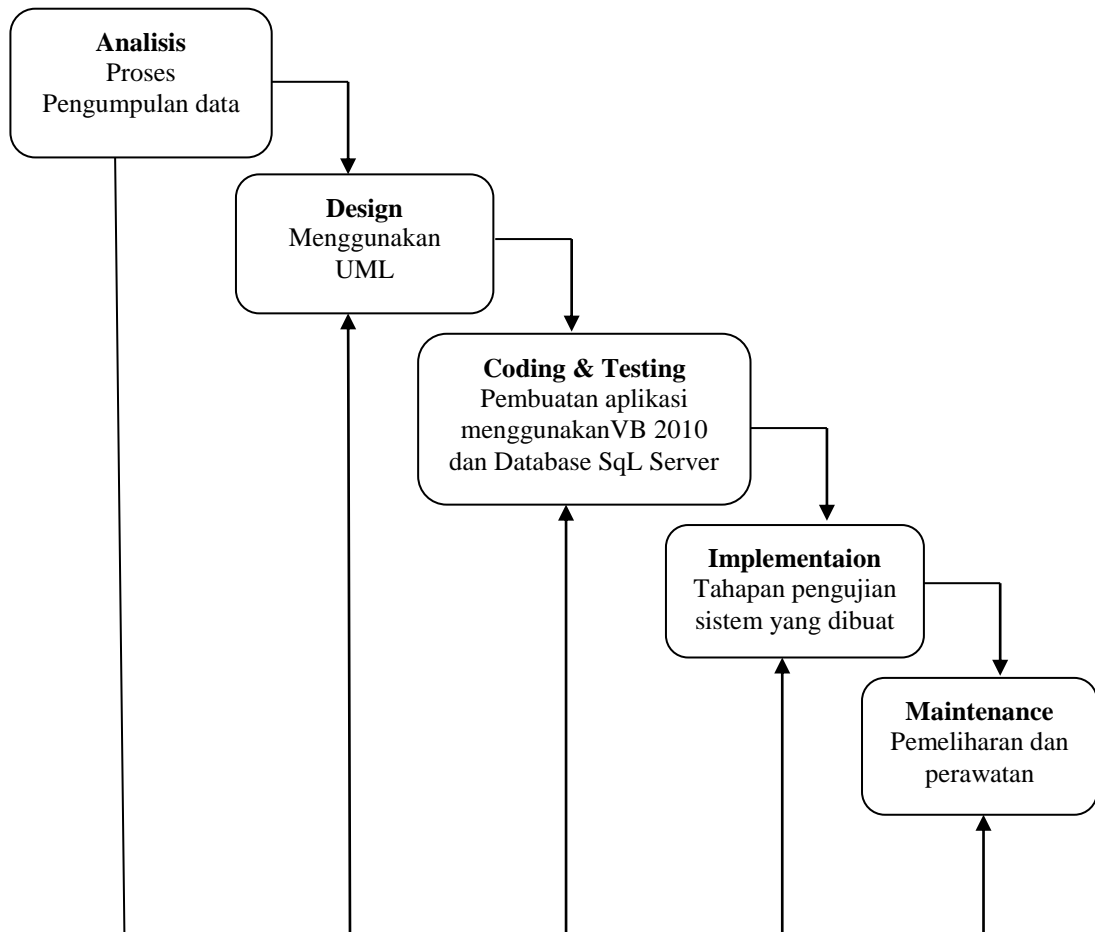 Analisis
Proses
Pengumpulan data
Design
Menggunakan
UML
Coding & Testing
Pembuatan aplikasi
menggunakanVB 2010
dan Database SqL Server
Implementaion
Tahapan pengujian
sistem yang dibuat
Maintenance
Pemeliharan dan
perawatan